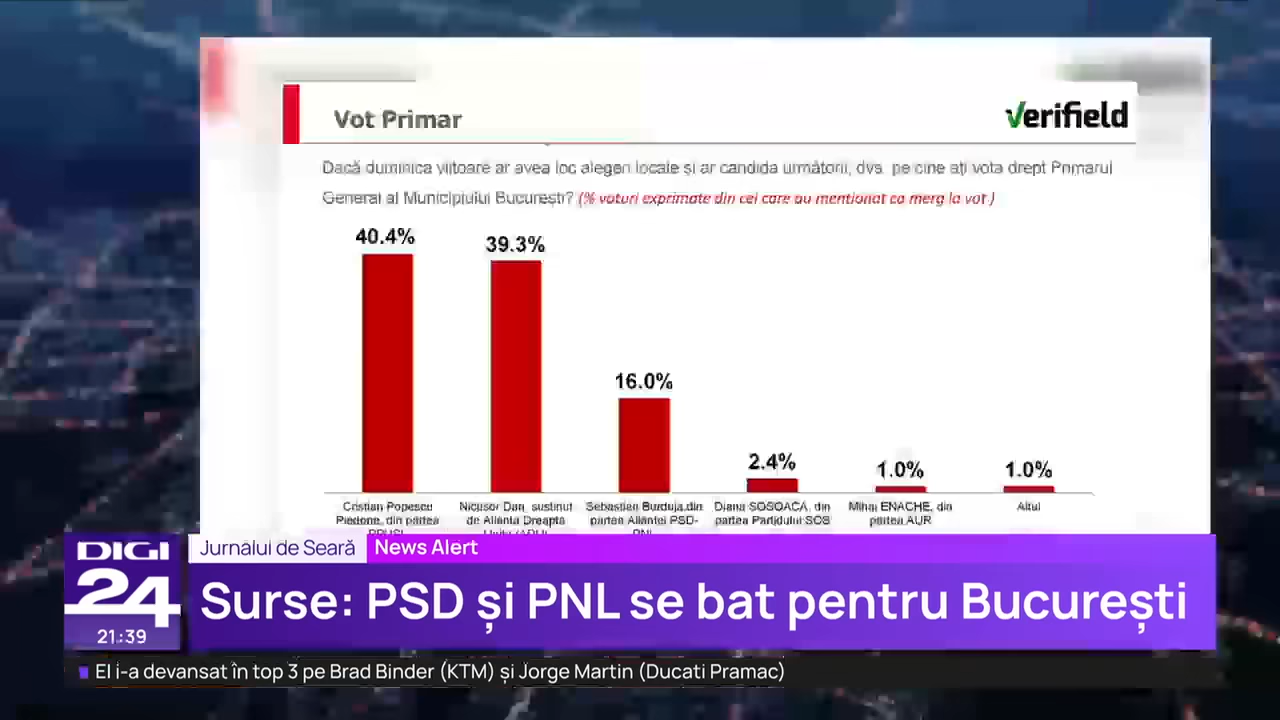 Vot Primar
Verifield
Dacă duminica viitoare ar avea loc alegeri locale și ar candida următorii, dvs. pe cine ați vota drept Primarul
General al Municipiului București? (% voturi exprimate din cei care au mentionat ca merg la vot )
40.4%
39.3%
16.0%
2.4%
1.0%
1.0%
Cristian Popescu
Piedone, din partea
Nicușor Dan, susținut
de Alianța Dreapta
Sebastian Burduja,din
partea Alianței PSD-
PNL
Diana ȘOȘOACĂ, din
partea Partidului SOS
Mihai ENACHE, din
partea AUR
Altul
DIGI
24
21:39
Jurnalul de Seară
News Alert
Surse: PSD și PNL se bat pentru București
El i-a devansat în top 3 pe Brad Binder (KTM) și Jorge Martin (Ducati Pramac)